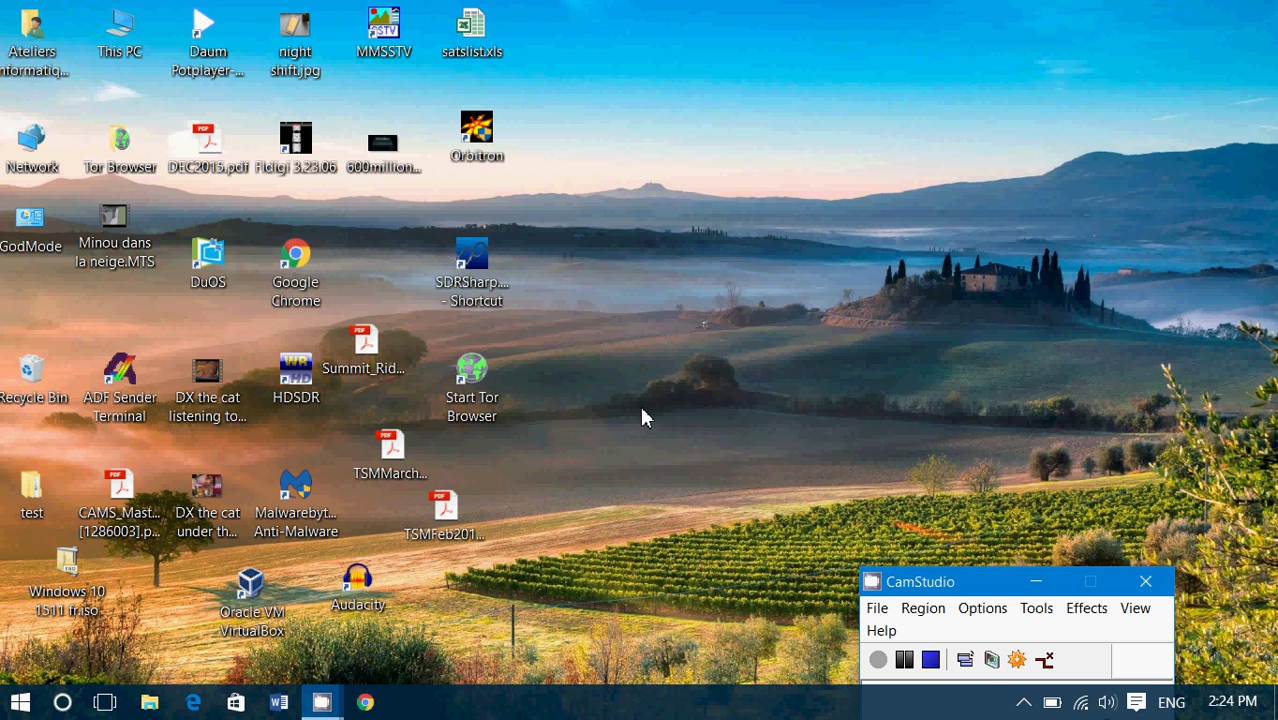 Ateliers
nformatiq...
This PC
Daum
Potplayer-...
night
shift.jpg
MMSSTV
satslist.xls
Network
Tor Browser
DEC2015.pdf
Fldigi 3.23.06
600million...
Orbitron
GodMode
Minou dans
la neige.MTS
DuOS
Google
Chrome
SDRSharp....
- Shortcut
Summit_Rid...
Recycle Bin
ADF Sender
Terminal
DX the cat
listening to...
HDSDR
Start Tor
Browser
TSMMarch...
test
CAMS_Mast...
[1286003].p...
DX the cat
under th...
Malwarebyt...
Anti-Malware
TSMFeb201...
Windows 10
1511 fr.iso
Oracle VM
VirtualBox
Audacity
CamStudio
File Region Options Tools Effects View
Help
ENG
2:24 PM